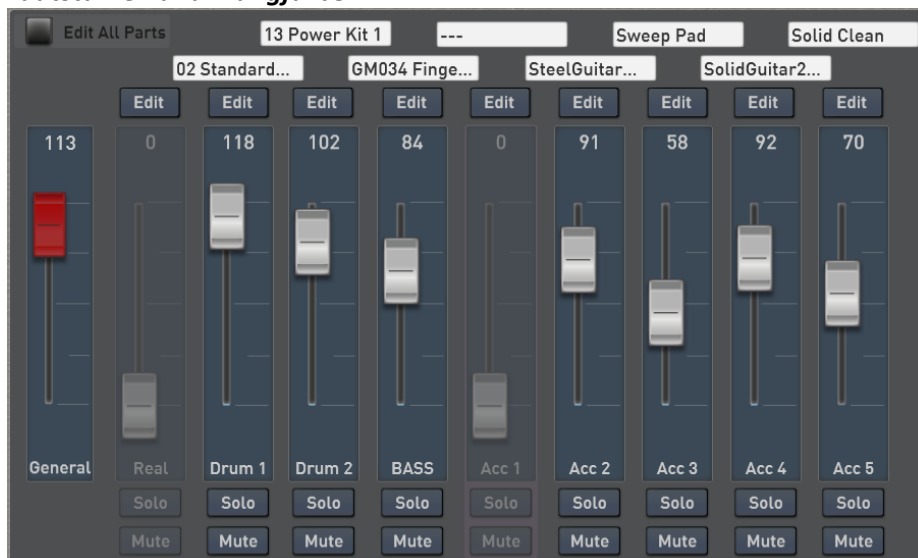 Edit All Parts
13 Power Kit 1 --- Sweep Pad Solid Clean
02 Standard... GM034 Finge... SteelGuitar... SolidGuitar2...
Edit Edit Edit Edit Edit Edit Edit Edit Edit
113 0 118 102 84 0 91 58 92 70
General Real Drum 1 Drum 2 BASS Acc 1 Acc 2 Acc 3 Acc 4 Acc 5
Solo Solo Solo Solo Solo Solo Solo Solo Solo
Mute Mute Mute Mute Mute Mute Mute Mute Mute